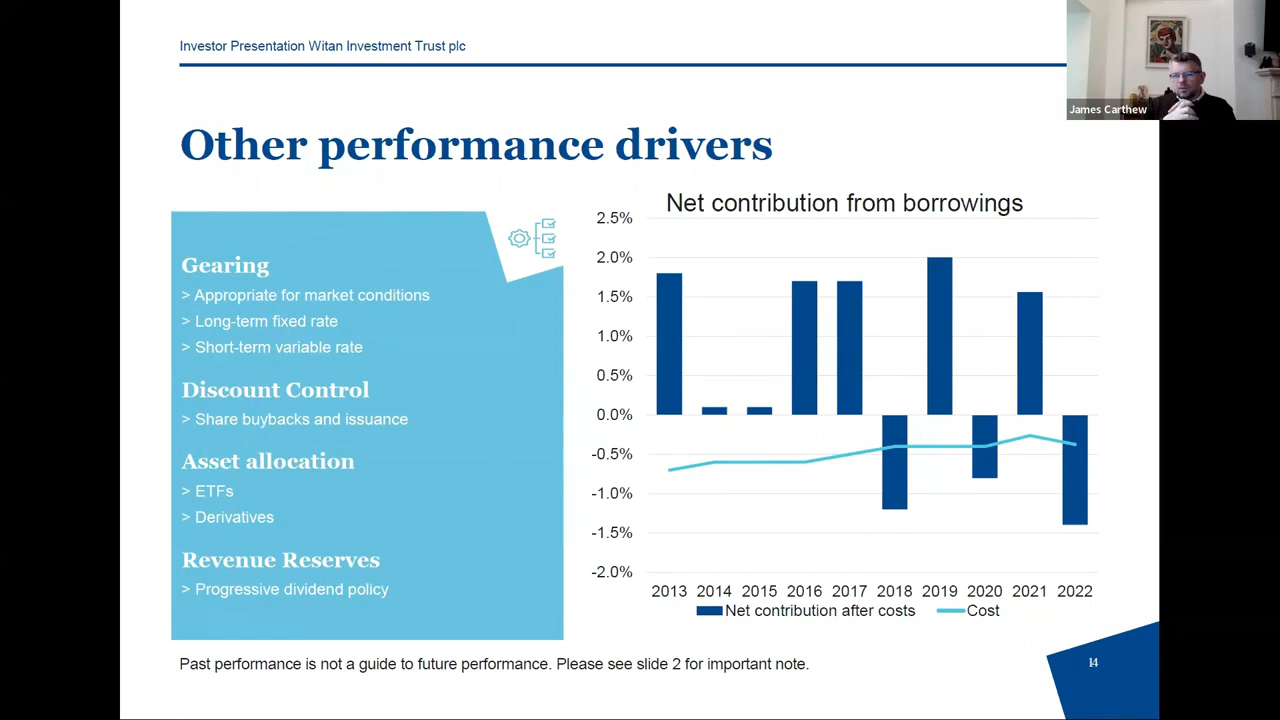 Investor Presentation Witan Investment Trust plc
James Carthew
Other performance drivers
Gearing
> Appropriate for market conditions
> Long-term fixed rate
> Short-term variable rate
Discount Control
> Share buybacks and issuance
Asset allocation
> ETFs
> Derivatives
Revenue Reserves
> Progressive dividend policy
Net contribution from borrowings
2.5%
2.0%
1.5%
1.0%
0.5%
0.0%
-0.5%
-1.0%
-1.5%
-2.0%
2013 2014 2015 2016 2017 2018 2019 2020 2021 2022
Net contribution after costs Cost
Past performance is not a guide to future performance. Please see slide 2 for important note.
14